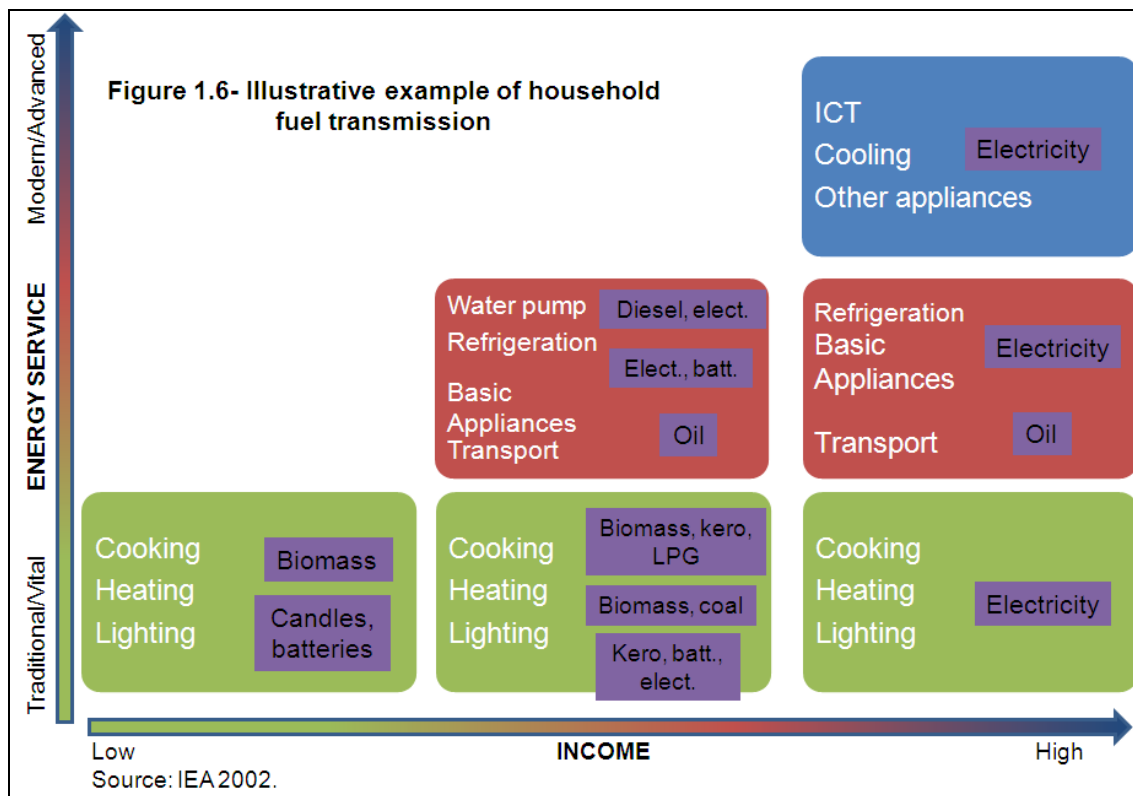 Figure 1.6- Illustrative example of household
fuel transmission
Modern/Advanced
ENERGY SERVICE
Traditional/Vital
ICT
Cooling
Other appliances
Electricity
Water pump
Diesel, elect.
Refrigeration
Elect., batt.
Basic
Appliances
Transport
Oil
Refrigeration
Basic
Appliances
Electricity
Transport
Oil
Cooking
Heating
Lighting
Biomass
Candles,
batteries
Cooking
Heating
Lighting
Biomass, kero,
LPG
Biomass, coal
Kero, batt.,
elect.
Cooking
Heating
Lighting
Electricity
Low
INCOME
High
Source: IEA 2002.